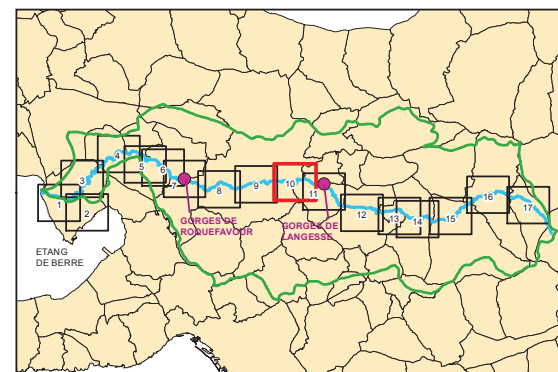 1
2
3
4
5
6
7
8
9
10
11
12
13
14
15
16
17
GORGES DE
ROQUEFAVOUR
GORGES DE
LANGESSE
ETANG
DE BERRE